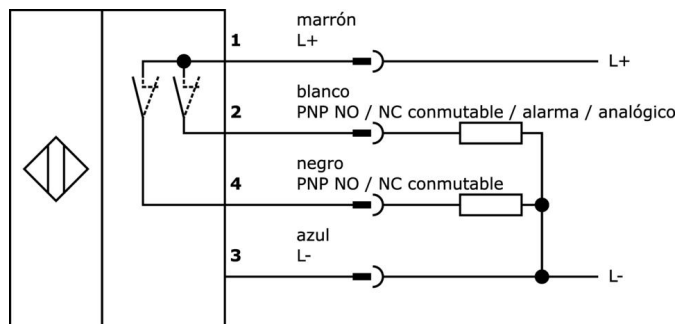 marrón
1 L+ L+
blanco
2 PNP NO / NC conmutable / alarma / analógico
negro
4 PNP NO / NC conmutable
azul
3 L- L-